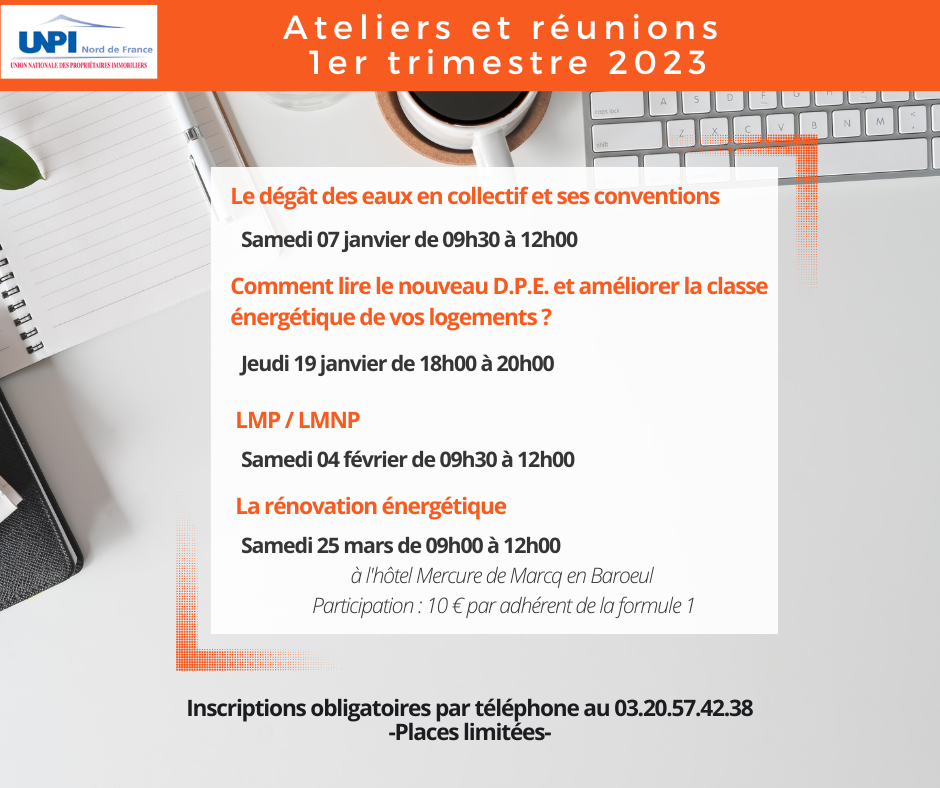 UNPI Nord de France
UNION NATIONALE DES PROPRIÉTAIRES IMMOBILIERS
Ateliers et réunions
1er trimestre 2023
caps lock A S D F G H J K L
shift Z X C V B N M < ,
Le dégât des eaux en collectif et ses conventions
Samedi 07 janvier de 09h30 à 12h00
Comment lire le nouveau D.P.E. et améliorer la classe
énergétique de vos logements ?
Jeudi 19 janvier de 18h00 à 20h00
LMP / LMNP
Samedi 04 février de 09h30 à 12h00
La rénovation énergétique
Samedi 25 mars de 09h00 à 12h00
à l'hôtel Mercure de Marcq en Baroeul
Participation : 10 € par adhérent de la formule 1
Inscriptions obligatoires par téléphone au 03.20.57.42.38
-Places limitées-